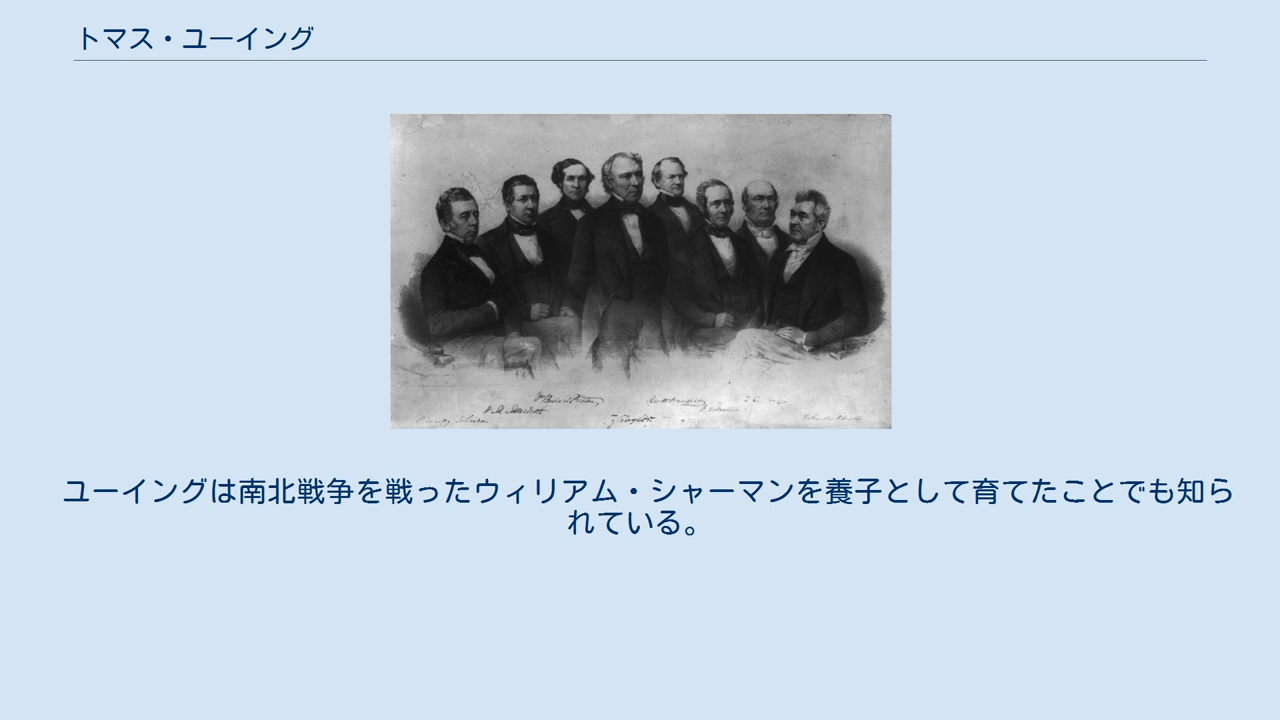 トマス・ユーイング
ユーイングは南北戦争を戦ったウィリアム・シャーマンを養子として育てたことでも知ら
れている。